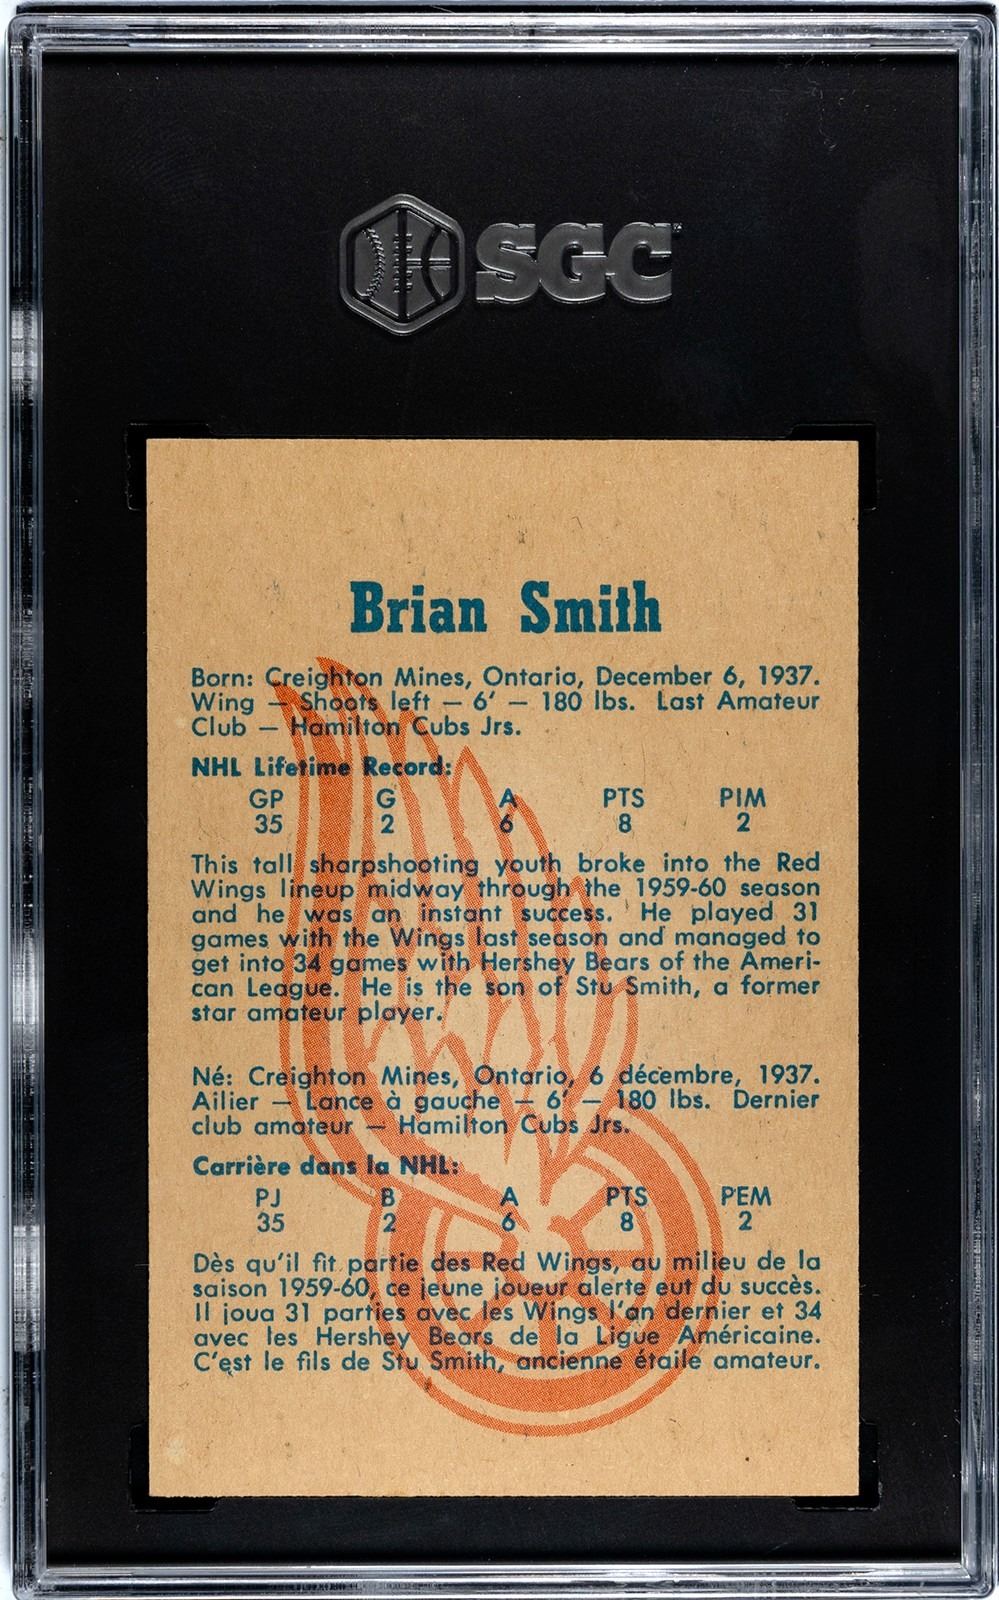 SGC
Brian Smith
Born: Creighton Mines, Ontario, December 6, 1937.
Wing — Shoots left — 6' — 180 lbs. Last Amateur
Club — Hamilton Cubs Jrs.
NHL Lifetime Record:
GP G A PTS PIM
35 2 6 8 2
This tall sharpshooting youth broke into the Red
Wings lineup midway through the 1959-60 season
and he was an instant success. He played 31
games with the Wings last season and managed to
get into 34 games with Hershey Bears of the Ameri-
can League. He is the son of Stu Smith, a former
star amateur player.
Né: Creighton Mines, Ontario, 6 décembre, 1937.
Ailier — Lance à gauche — 6' — 180 lbs. Dernier
club amateur — Hamilton Cubs Jrs.
Carrière dans la NHL:
PJ B A PTS PEM
35 2 6 8 2
Dès qu'il fit partie des Red Wings, au milieu de la
saison 1959-60, ce jeune joueur alerte eut du succès.
Il joua 31 parties avec les Wings l'an dernier et 34
avec les Hershey Bears de la Ligue Américaine.
C'est le fils de Stu Smith, ancienne étaile amateur.